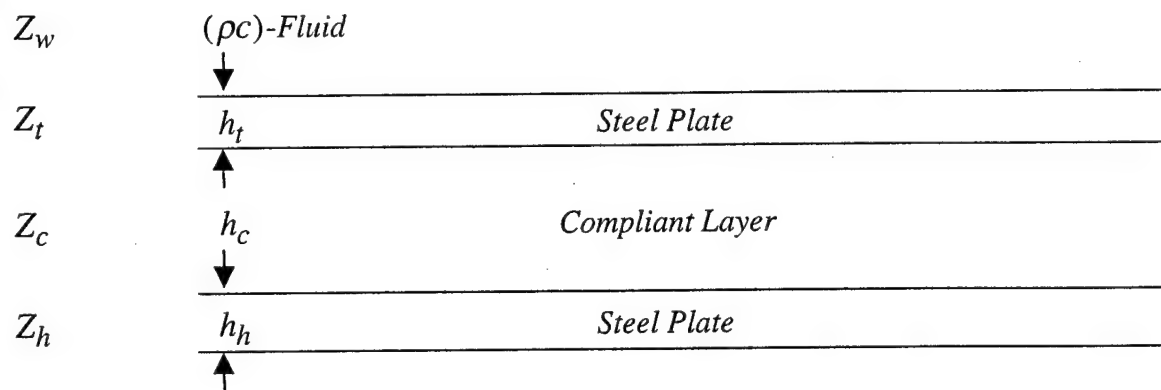 Z_w (ρc)-Fluid
Z_t h_t Steel Plate
Z_c h_c Compliant Layer
Z_h h_h Steel Plate